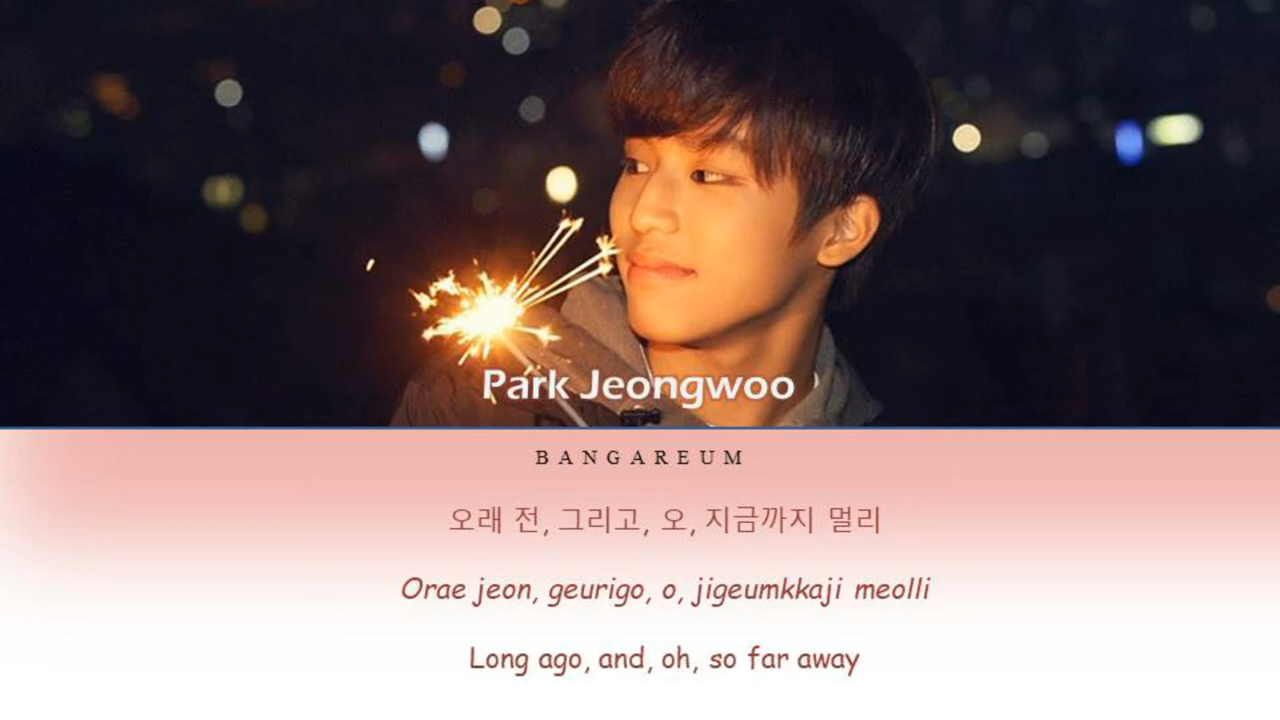 Park Jeongwoo
BANGAREUM
오래 전, 그리고, 오, 지금까지 멀리
Orae jeon, geurigo, o, jigeumkkaji meolli
Long ago, and, oh, so far away